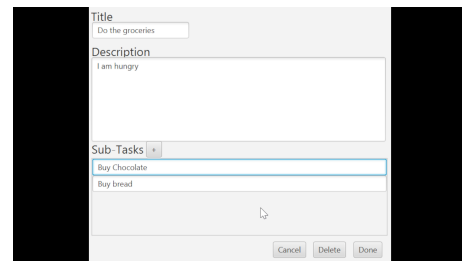 Title
Do the groceries
Description
I am hungry
Sub-Tasks +
Buy Chocolate
Buy bread
Cancel Delete Done